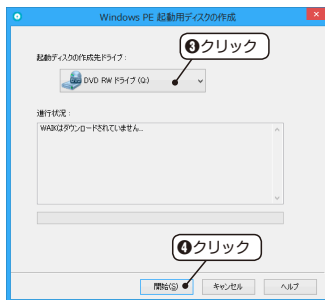 Windows PE 起動用ディスクの作成
❸クリック
起動ディスクの作成先ドライブ：
DVD RW ドライブ (Q:)
進行状況：
WAIKはダウンロードされていません...
❹クリック
開始(S)
キャンセル
ヘルプ